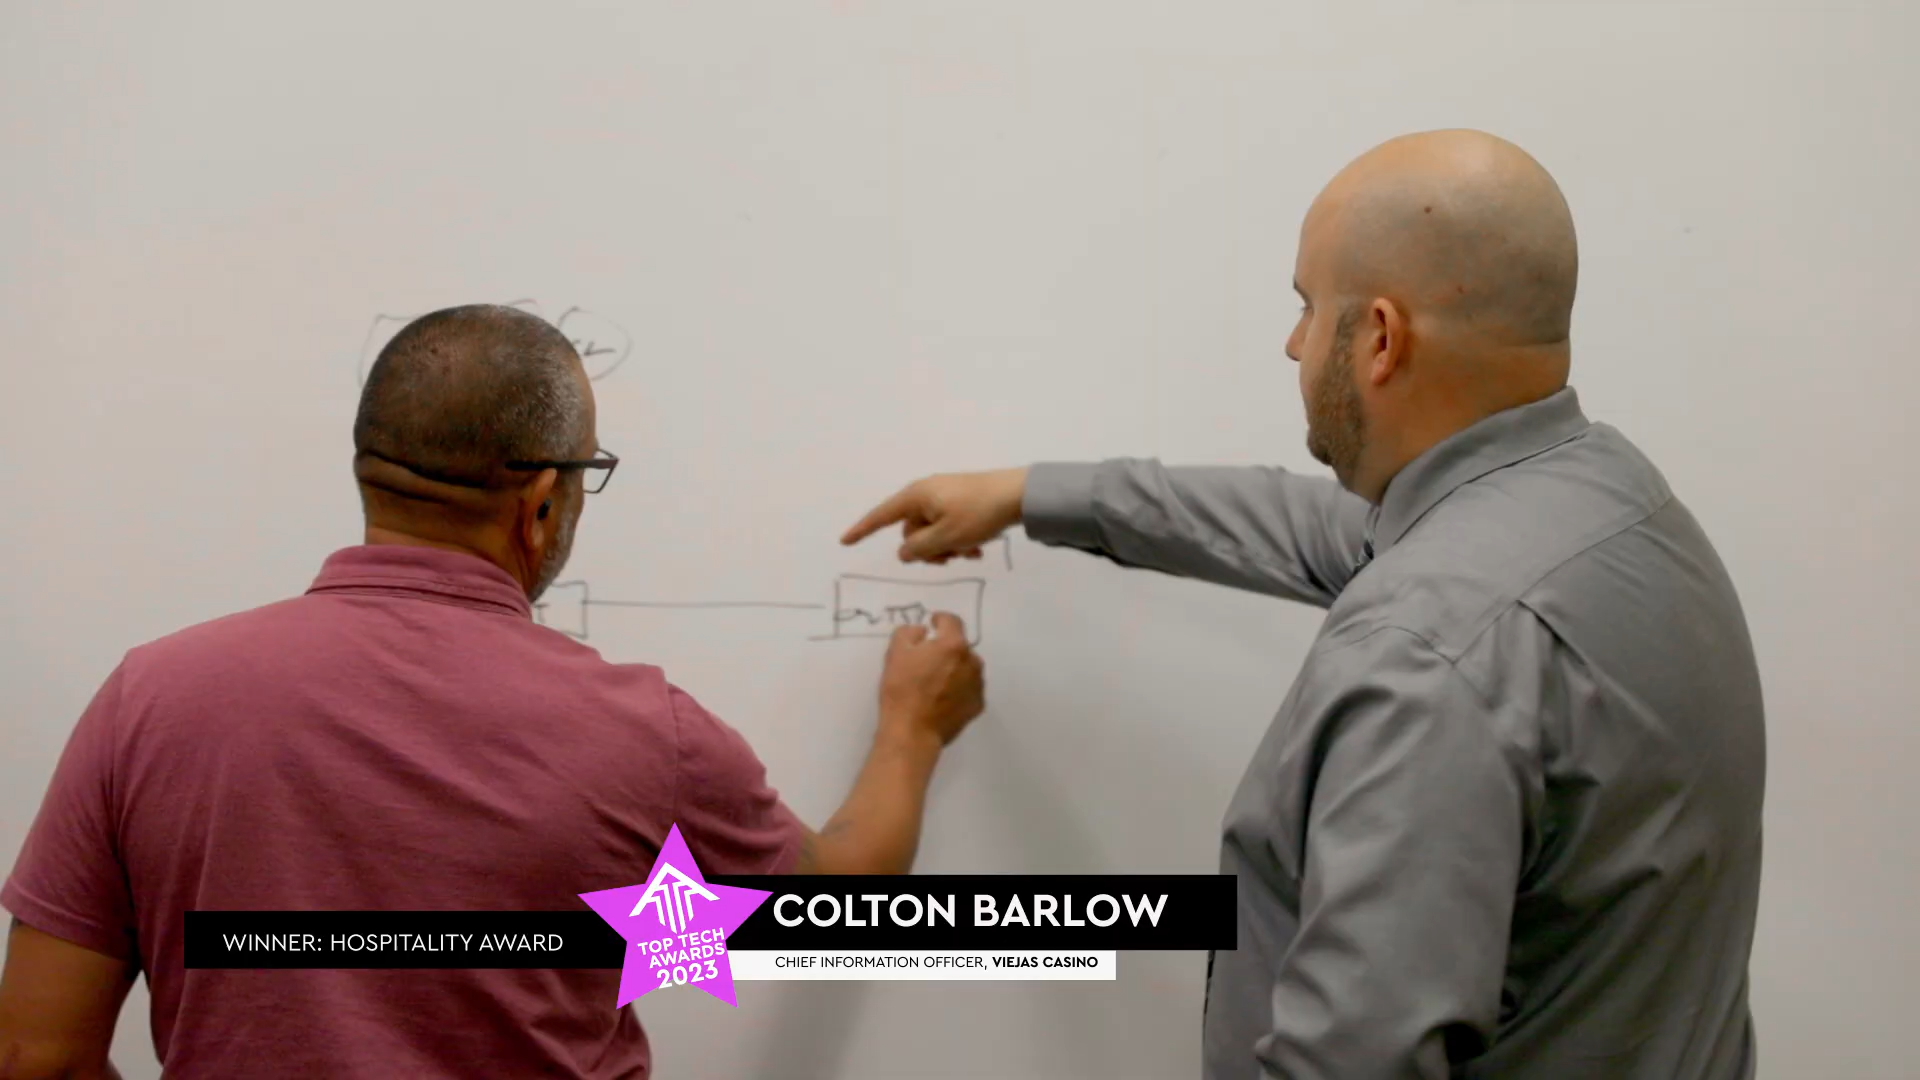 COLTON BARLOW
WINNER: HOSPITALITY AWARD
TOP TECH
AWARDS
2023
CHIEF INFORMATION OFFICER, VIEJAS CASINO